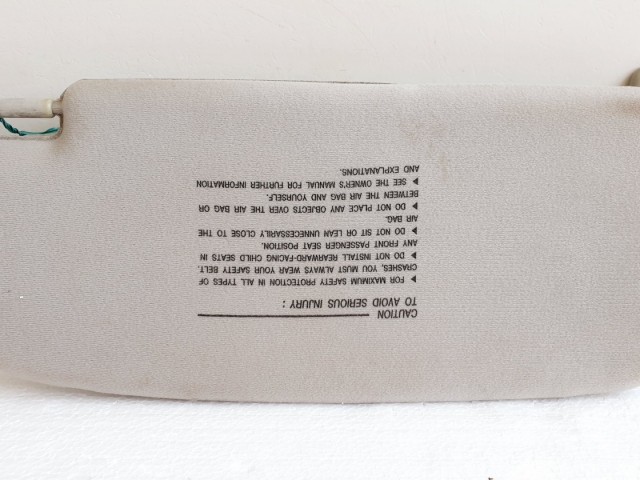 CAUTION
TO AVOID SERIOUS INJURY :
▶ FOR MAXIMUM SAFETY PROTECTION IN ALL TYPES OF
CRASHES, YOU MUST ALWAYS WEAR YOUR SAFETY BELT.
▶ DO NOT INSTALL REARWARD-FACING CHILD SEATS IN
ANY FRONT PASSENGER SEAT POSITION.
▶ DO NOT SIT OR LEAN UNNECESSARILY CLOSE TO THE
AIR BAG.
▶ DO NOT PLACE ANY OBJECTS OVER THE AIR BAG OR
BETWEEN THE AIR BAG AND YOURSELF.
▶ SEE THE OWNER'S MANUAL FOR FURTHER INFORMATION
AND EXPLANATIONS.